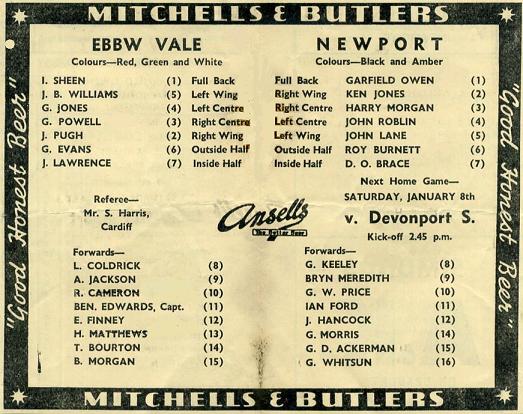 MITCHELLS & BUTLERS
"Good Honest Beer"
EBBW VALE
Colours—Red, Green and White
I. SHEEN (1) Full Back
J. B. WILLIAMS (5) Left Wing
G. JONES (4) Left Centre
G. POWELL (3) Right Centre
J. PUGH (2) Right Wing
G. EVANS (6) Outside Half
J. LAWRENCE (7) Inside Half
NEWPORT
Colours—Black and Amber
Full Back GARFIELD OWEN (1)
Right Wing KEN JONES (2)
Right Centre HARRY MORGAN (3)
Left Centre JOHN ROBLIN (4)
Left Wing JOHN LANE (5)
Outside Half ROY BURNETT (6)
Inside Half D. O. BRACE (7)
Referee—
Mr. S. Harris,
Cardiff
Ansells
The Better Beer
Next Home Game—
SATURDAY, JANUARY 8th
v. Devonport S.
Kick-off 2.45 p.m.
Forwards—
L. COLDRICK (8)
A. JACKSON (9)
R. CAMERON (10)
BEN. EDWARDS, Capt. (11)
E. FINNEY (12)
H. MATTHEWS (13)
T. BOURTON (14)
B. MORGAN (15)
Forwards—
G. KEELEY (8)
BRYN MEREDITH (9)
G. W. PRICE (10)
IAN FORD (11)
J. HANCOCK (12)
G. MORRIS (14)
G. D. ACKERMAN (15)
G. WHITSUN (16)
"Good Honest Beer"
MITCHELLS & BUTLERS